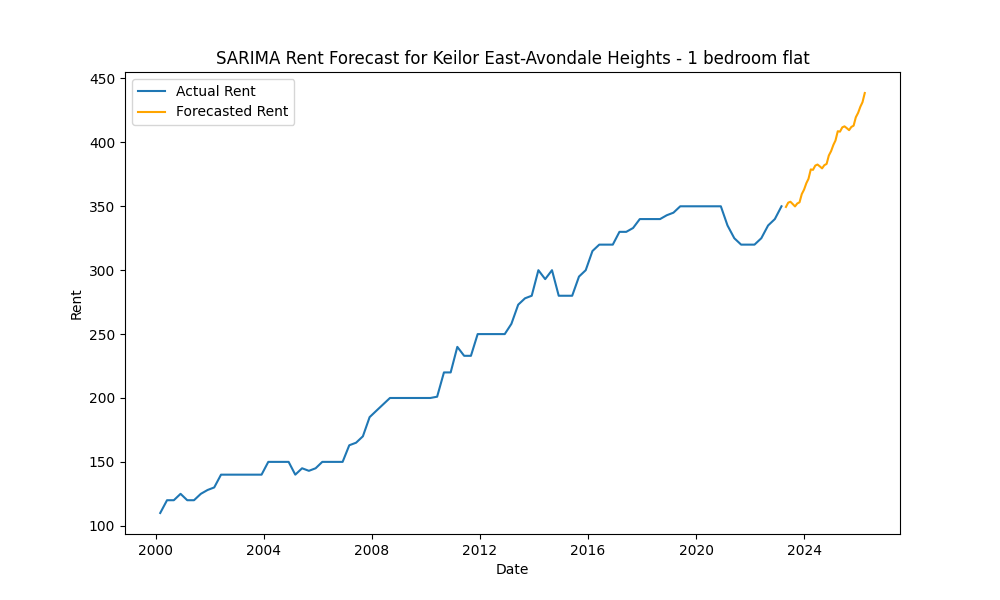 SARIMA Rent Forecast for Keilor East-Avondale Heights - 1 bedroom flat
Actual Rent
Forecasted Rent
450
400
350
300
250
200
150
100
Rent
2000 2004 2008 2012 2016 2020 2024
Date